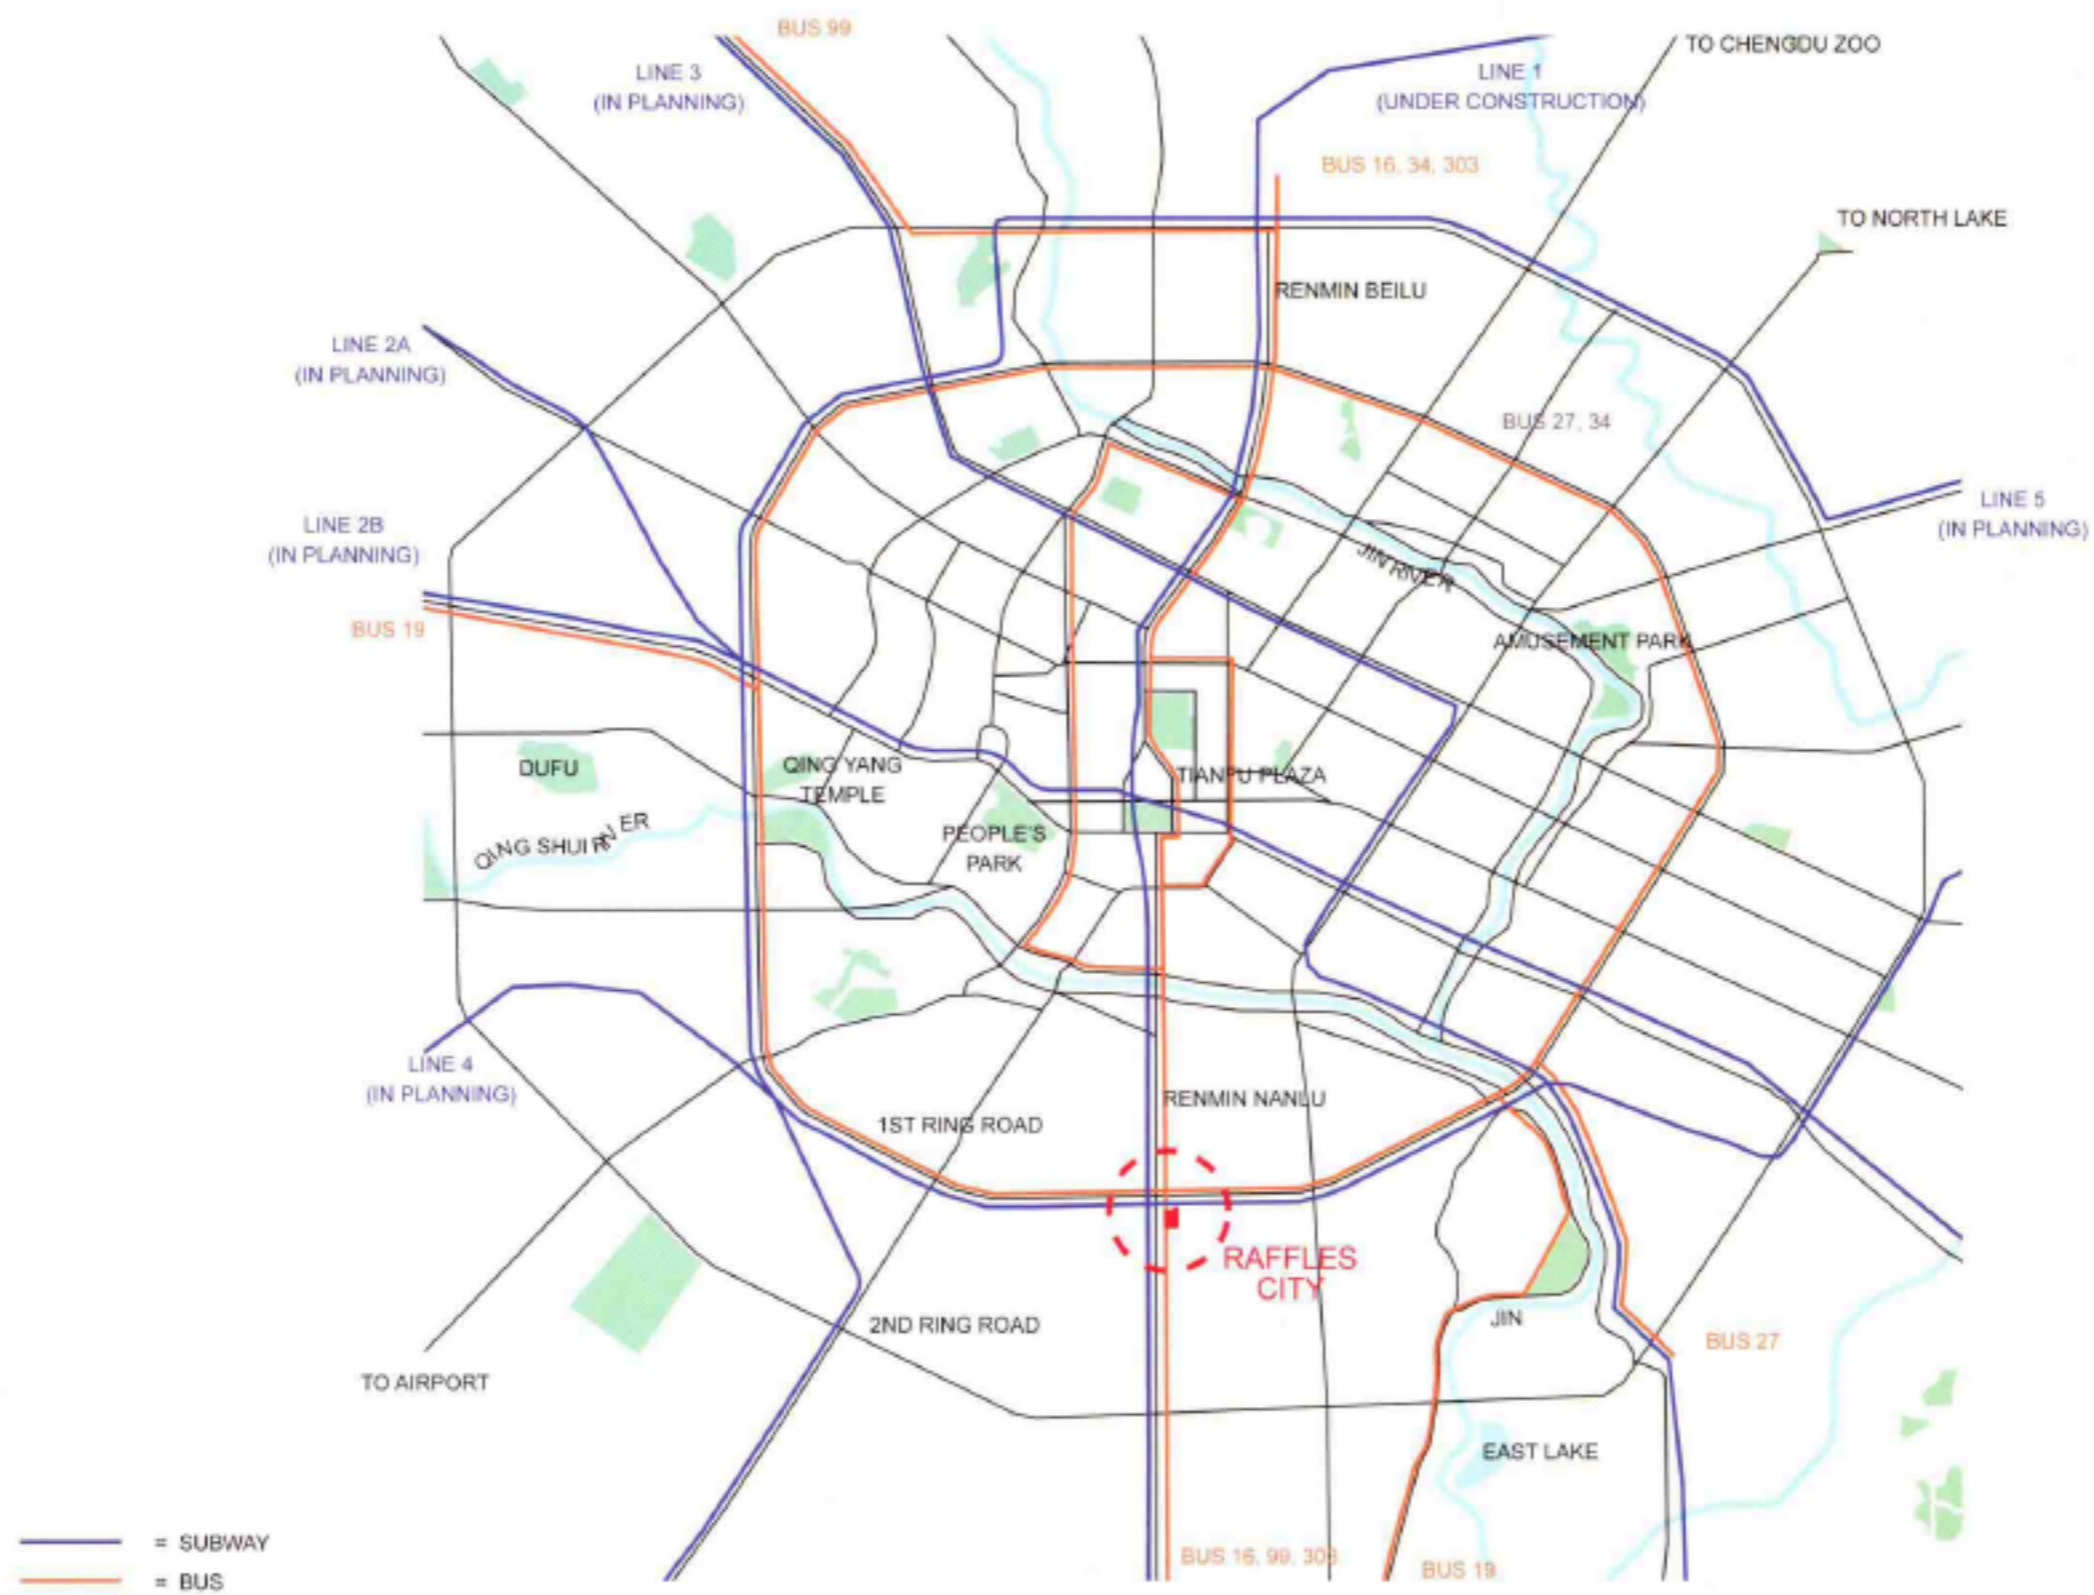 BUS 99
TO CHENGDU ZOO
LINE 3
(IN PLANNING)
LINE 1
(UNDER CONSTRUCTION)
BUS 16, 34, 303
TO NORTH LAKE
RENMIN BEILU
LINE 2A
(IN PLANNING)
BUS 27, 34
LINE 5
(IN PLANNING)
LINE 2B
(IN PLANNING)
JIN RIVER
BUS 19
AMUSEMENT PARK
DUFU
QING YANG
TEMPLE
TIANFU PLAZA
QING SHUI RIVER
PEOPLE'S
PARK
LINE 4
(IN PLANNING)
RENMIN NANLU
1ST RING ROAD
RAFFLES
CITY
JIN
2ND RING ROAD
BUS 27
TO AIRPORT
EAST LAKE
= SUBWAY
BUS 16, 99, 303
BUS 19
= BUS